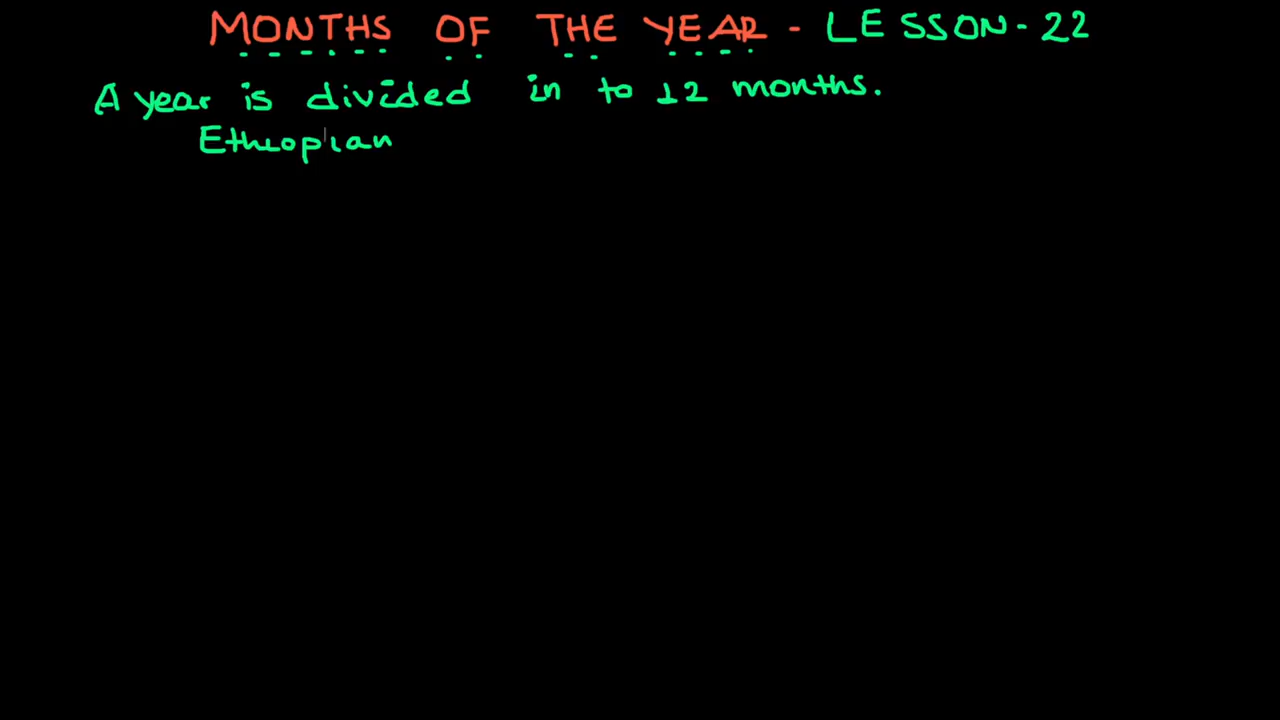 MONTHS OF THE YEAR - LESSON-22
A year is divided in to 12 months.
Ethiopian